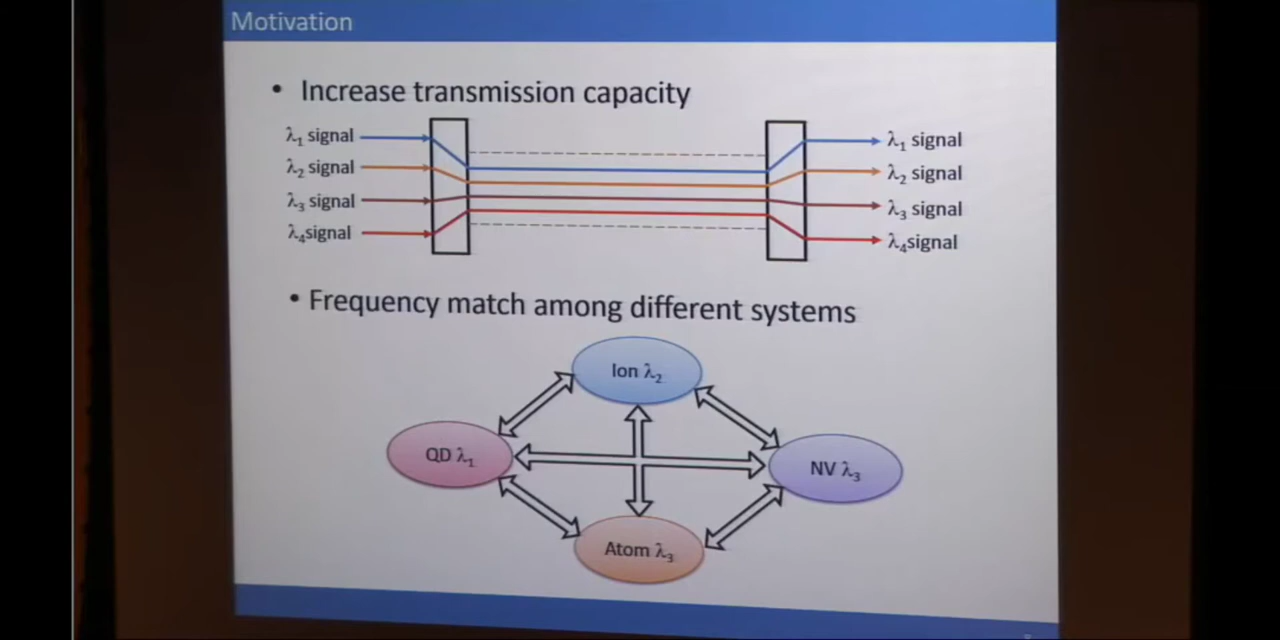 Motivation
• Increase transmission capacity
λ₁ signal
λ₂ signal
λ₃ signal
λ₄signal
λ₁ signal
λ₂ signal
λ₃ signal
λ₄signal
• Frequency match among different systems
Ion λ₂
QD λ₁
NV λ₃
Atom λ₃